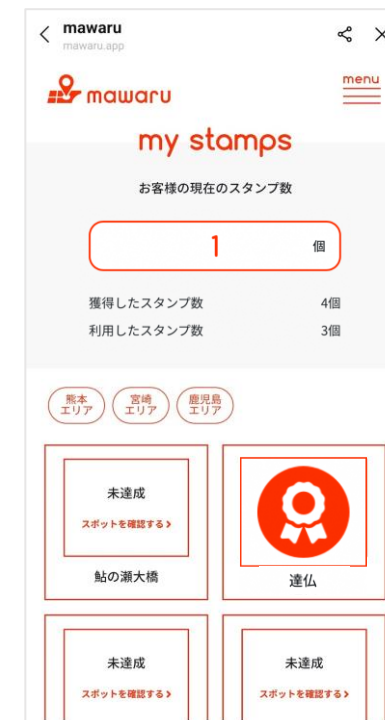 mawaru
mawaru.app
mawaru
menu
my stamps
お客様の現在のスタンプ数
1 個
獲得したスタンプ数 4個
利用したスタンプ数 3個
熊本
エリア
宮崎
エリア
鹿児島
エリア
未達成
スポットを確認する
鮎の瀬大橋
達仏
未達成
スポットを確認する
未達成
スポットを確認する